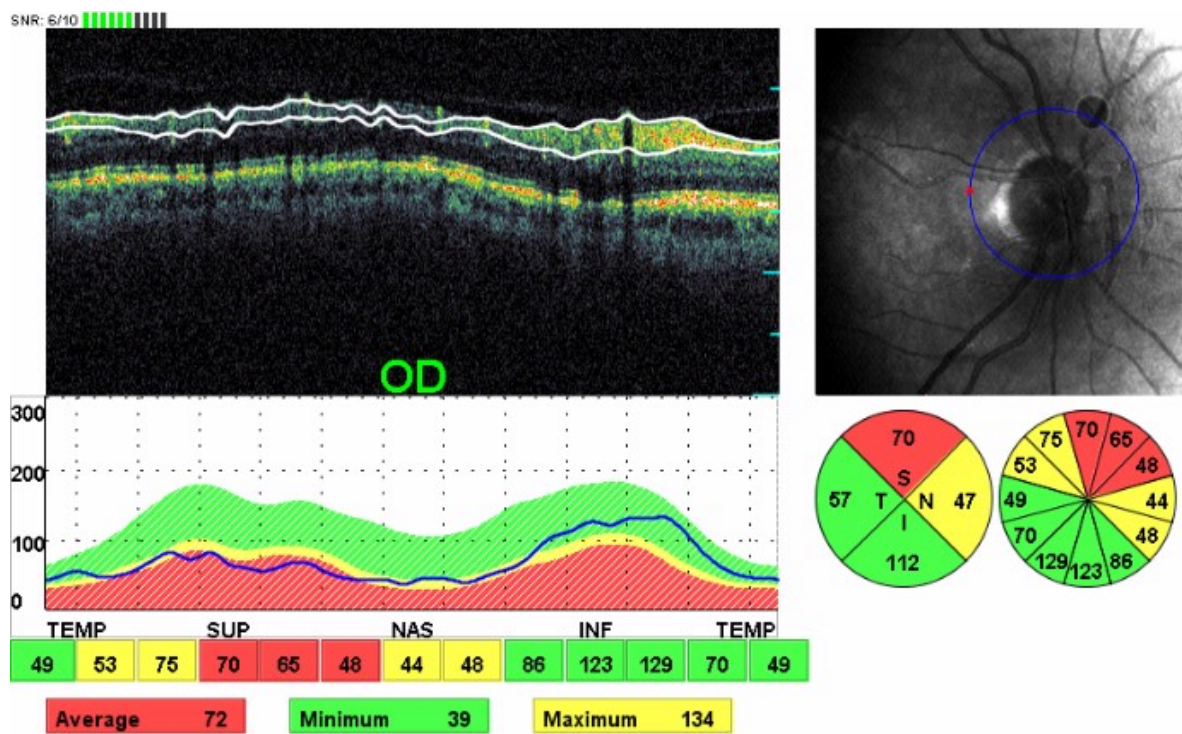 SNR: 6/10
OD
300
200
100
0
TEMP SUP NAS INF TEMP
49 53 75 70 65 48 44 48 86 123 129 70 49
Average 72 Minimum 39 Maximum 134
70
S
57 T N 47
I
112
75 70 65
53 48
49 44
70 48
129 123 86